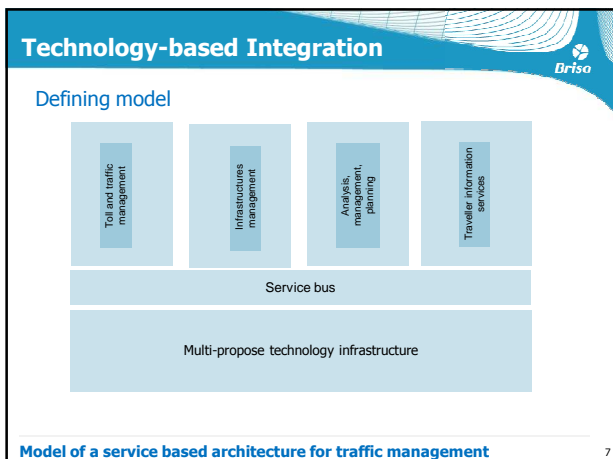 Technology-based Integration
Brisa
Defining model
Toll and traffic
management
Infrastructures
management
Analysis,
management,
planning
Traveller information
services
Service bus
Multi-propose technology infrastructure
Model of a service based architecture for traffic management
7